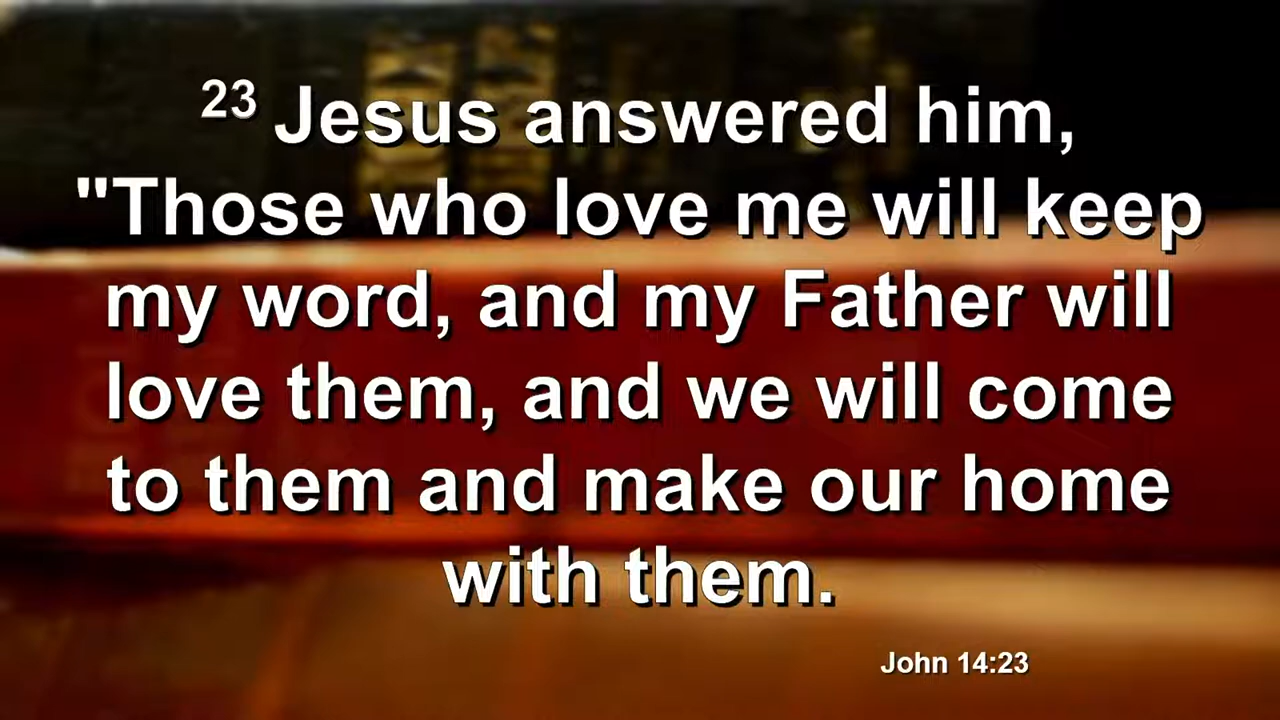 23 Jesus answered him,
"Those who love me will keep
my word, and my Father will
love them, and we will come
to them and make our home
with them.
John 14:23